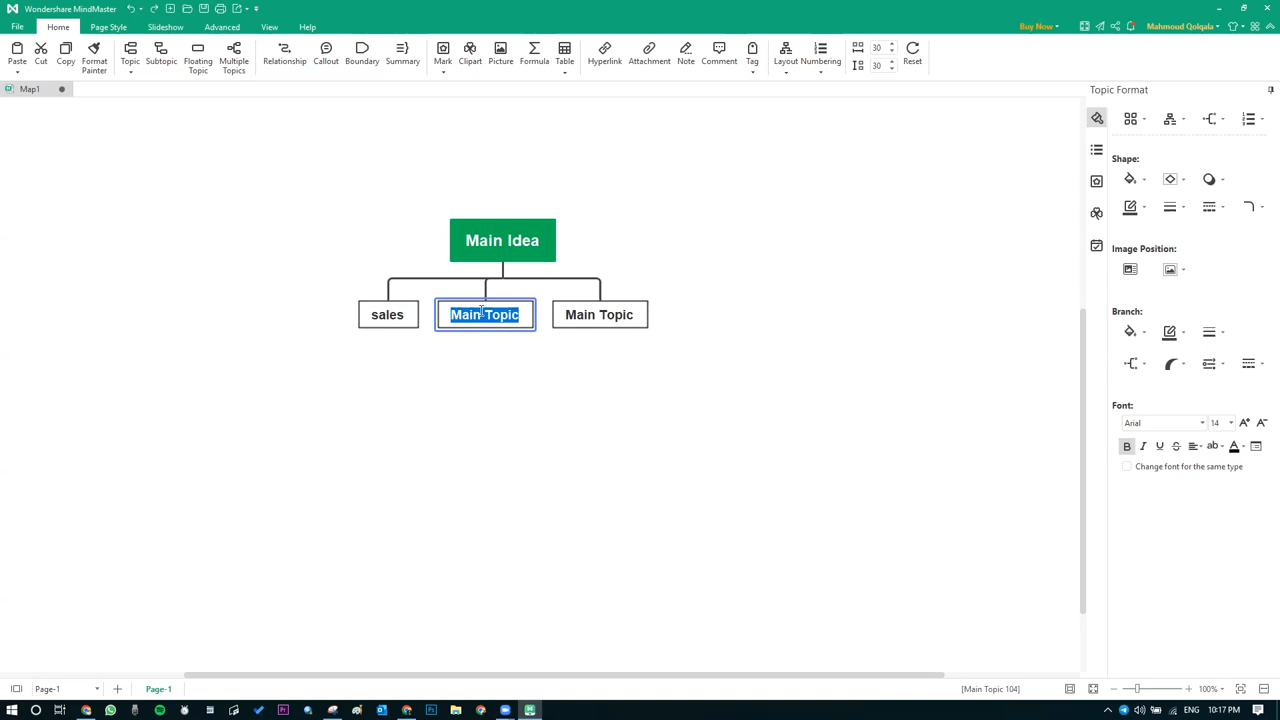 Wondershare MindMaster
File Home Page Style Slideshow Advanced View Help Buy Now Mahmoud Qolqala
Paste Cut Copy Format Painter Topic Subtopic Floating Topic Multiple Topics Relationship Callout Boundary Summary Mark Clipart Picture Formula Table Hyperlink Attachment Note Comment Tag Layout Numbering 30 30 Reset
Map1
Topic Format
Shape:
Main Idea
Image Position:
sales Main Topic Main Topic
Branch:
Font:
Arial 14
B I U S ab A
Change font for the same type
Page-1 Page-1 [Main Topic 104] 100%
10:17 PM